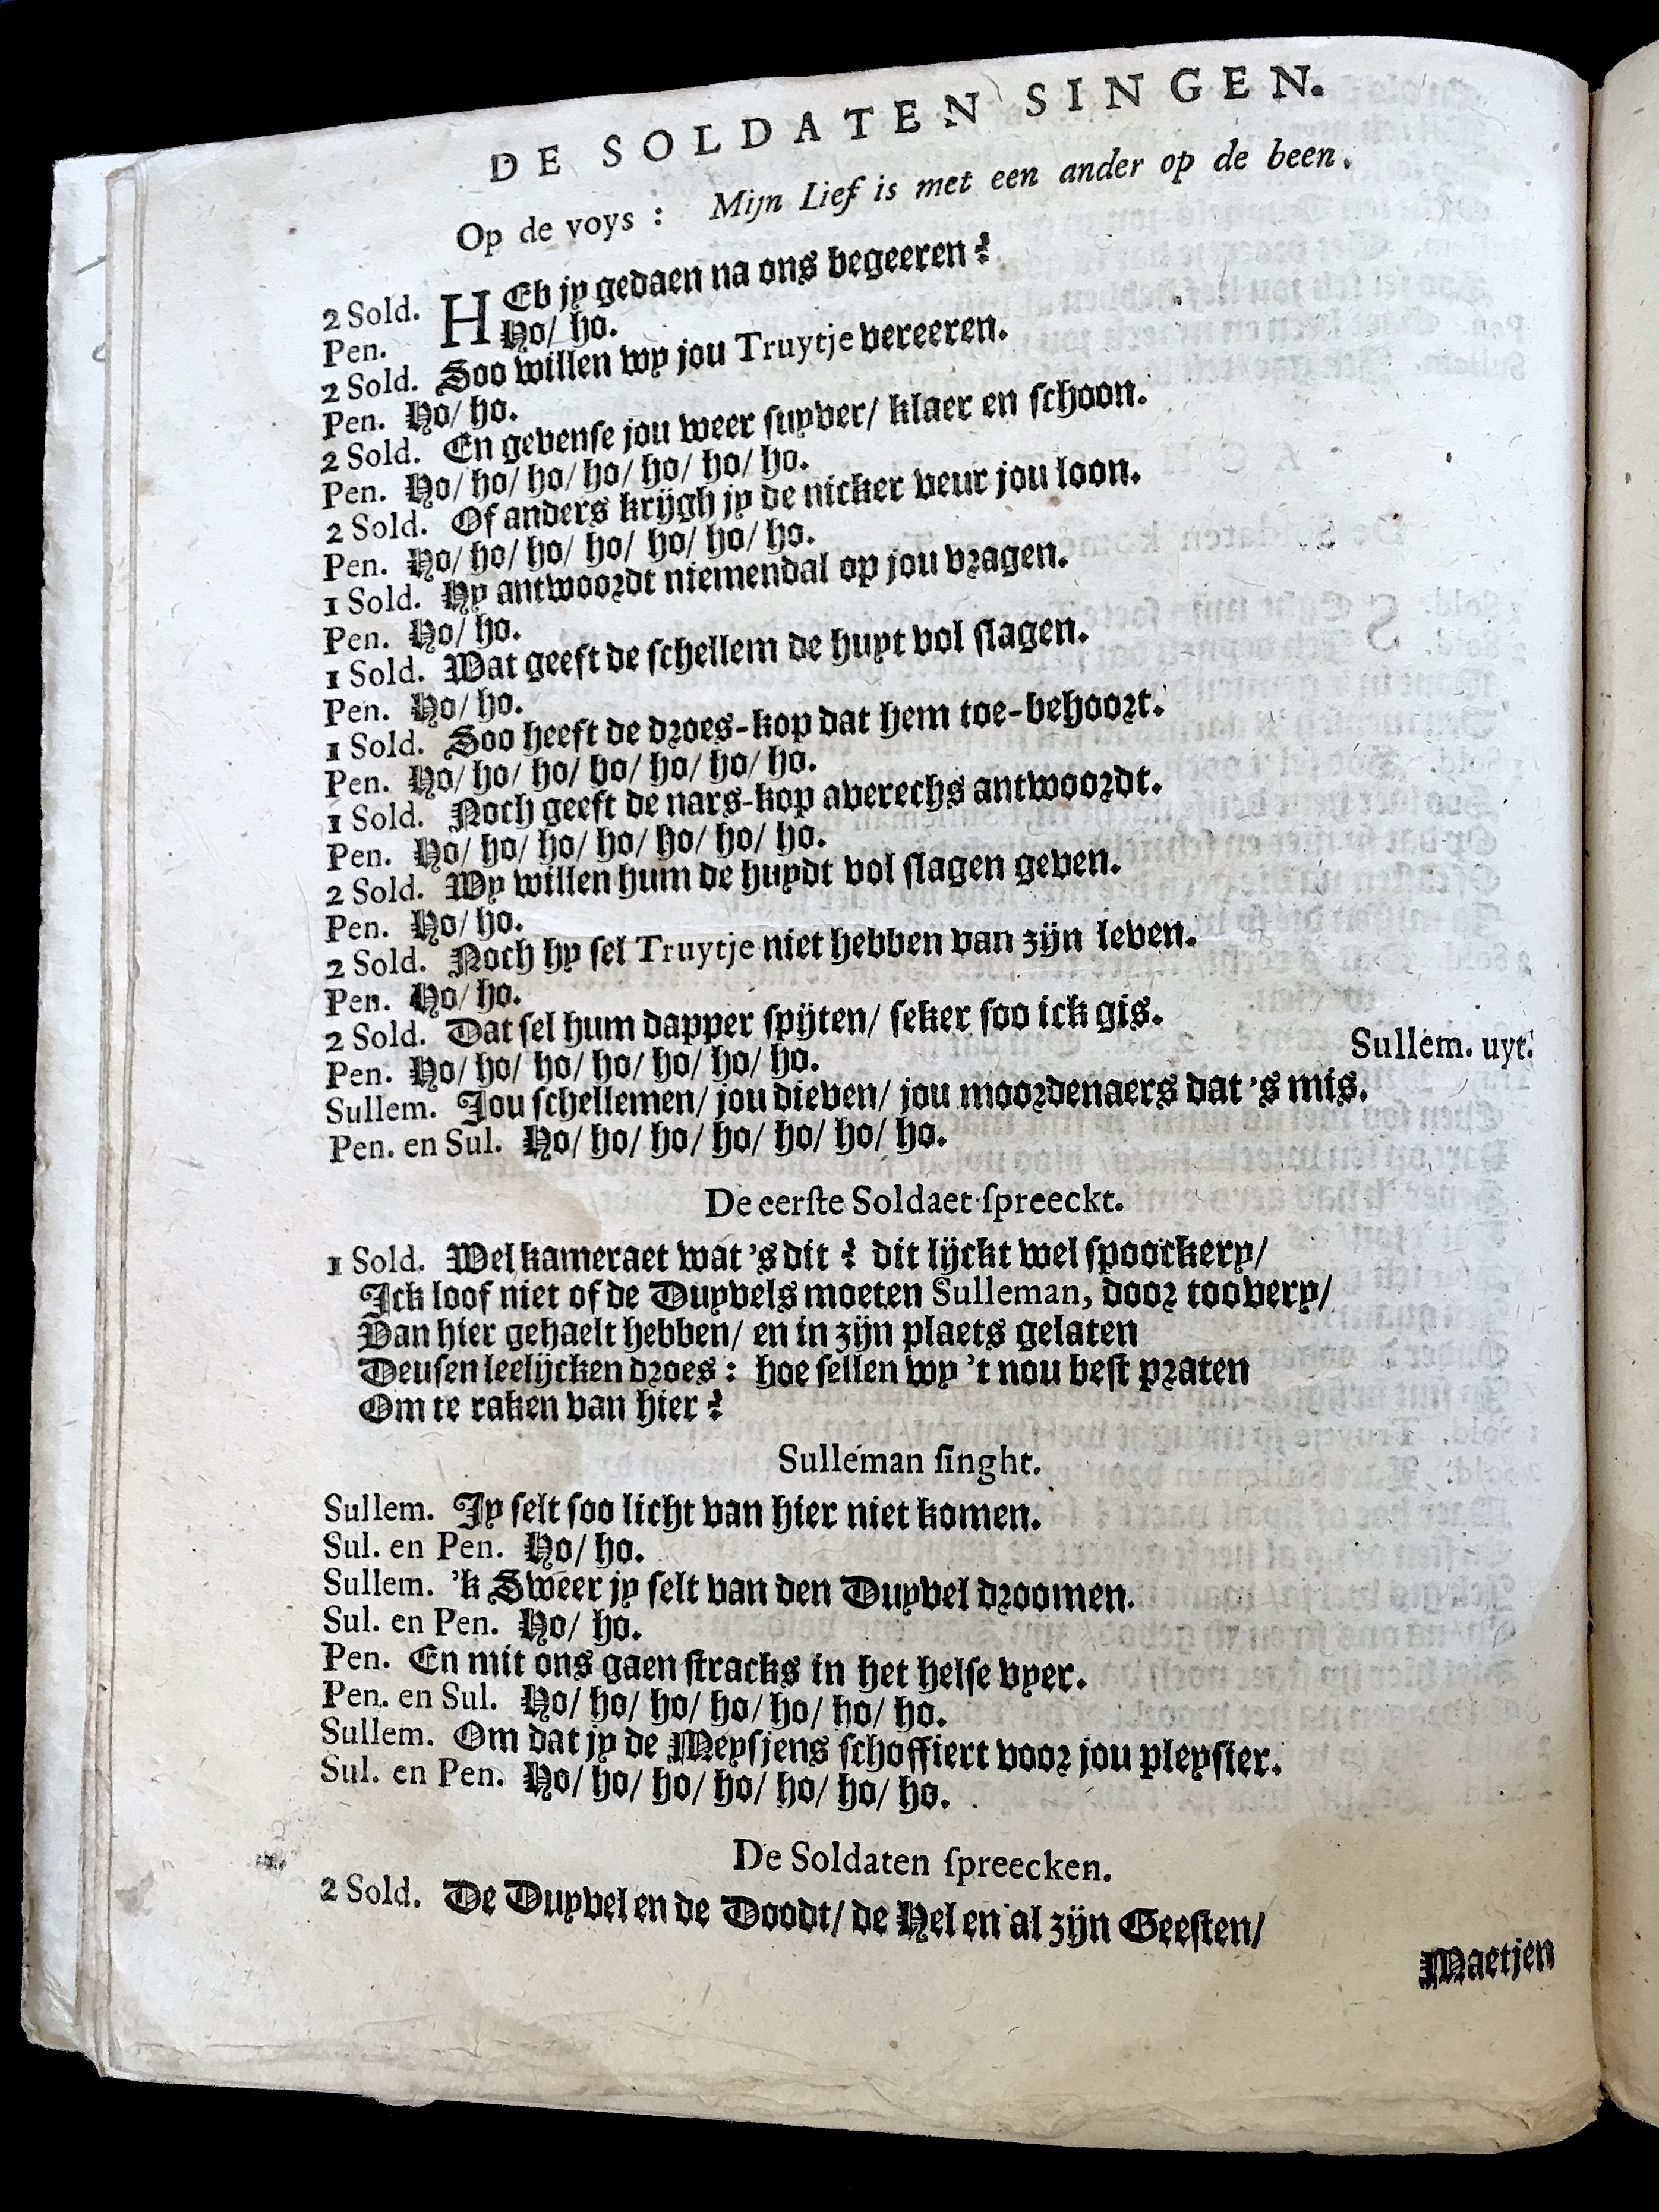 DE SOLDATEN SINGEN.
Op de voys : Mijn Lief is met een ander op de been.
2 Sold. HEb jy gedaen na ons begeeren?
Pen. Ho/ ho.
2 Sold. Soo willen wy jou Truytje vereeren.
Pen. Ho/ ho.
2 Sold. En gevense jou weer suyver/ klaer en schoon.
Pen. Ho/ ho/ ho/ ho/ ho/ ho/ ho.
2 Sold. Of anders krijgh jy de nicker veur jou loon.
Pen. Ho/ ho/ ho/ ho/ ho/ ho/ ho.
1 Sold. Hy antwoordt niemendal op jou vragen.
Pen. Ho/ ho.
1 Sold. Wat geeft de schellem de huyt vol slagen.
Pen. Ho/ ho.
1 Sold. Soo heeft de droes-kop dat hem toe-behoort.
Pen. Ho/ ho/ ho/ ho/ ho/ ho/ ho.
1 Sold. Noch geeft de nars-kop averechs antwoordt.
Pen. Ho/ ho/ ho/ ho/ ho/ ho/ ho.
2 Sold. Wy willen hum de huydt vol slagen geven.
Pen. Ho/ ho.
2 Sold. Noch hy sel Truytje niet hebben van zijn leven.
Pen. Ho/ ho.
2 Sold. Dat sel hum dapper spijten/ seker soo ick gis.
Pen. Ho/ ho/ ho/ ho/ ho/ ho/ ho. Sullem. uyt.
Sullem. Jou schellemen/ jou dieven/ jou moordenaers dat 's mis.
Pen. en Sul. Ho/ ho/ ho/ ho/ ho/ ho/ ho.
De eerste Soldaet spreeckt.
1 Sold. Wel kameraet wat 's dit? dit lijckt wel spoockery/
Ick loof niet of de Duyvels moeten Sulleman, door toovery/
Van hier gehaelt hebben/ en in zijn plaets gelaten
Deusen leelijcken droes: hoe sellen wy 't nou best praten
Om te raken van hier?
Sulleman singht.
Sullem. Jy selt soo licht van hier niet komen.
Sul. en Pen. Ho/ ho.
Sullem. 'k Sweer jy selt van den Duyvel droomen.
Sul. en Pen. Ho/ ho.
Pen. En mit ons gaen stracks in het helse vyer.
Pen. en Sul. Ho/ ho/ ho/ ho/ ho/ ho/ ho.
Sullem. Om dat jy de Meysjens schoffiert voor jou pleysier.
Sul. en Pen. Ho/ ho/ ho/ ho/ ho/ ho/ ho.
De Soldaten spreecken.
2 Sold. De Duyvel en de Doodt/ de Hel en al zijn Geesten/
Maetjen